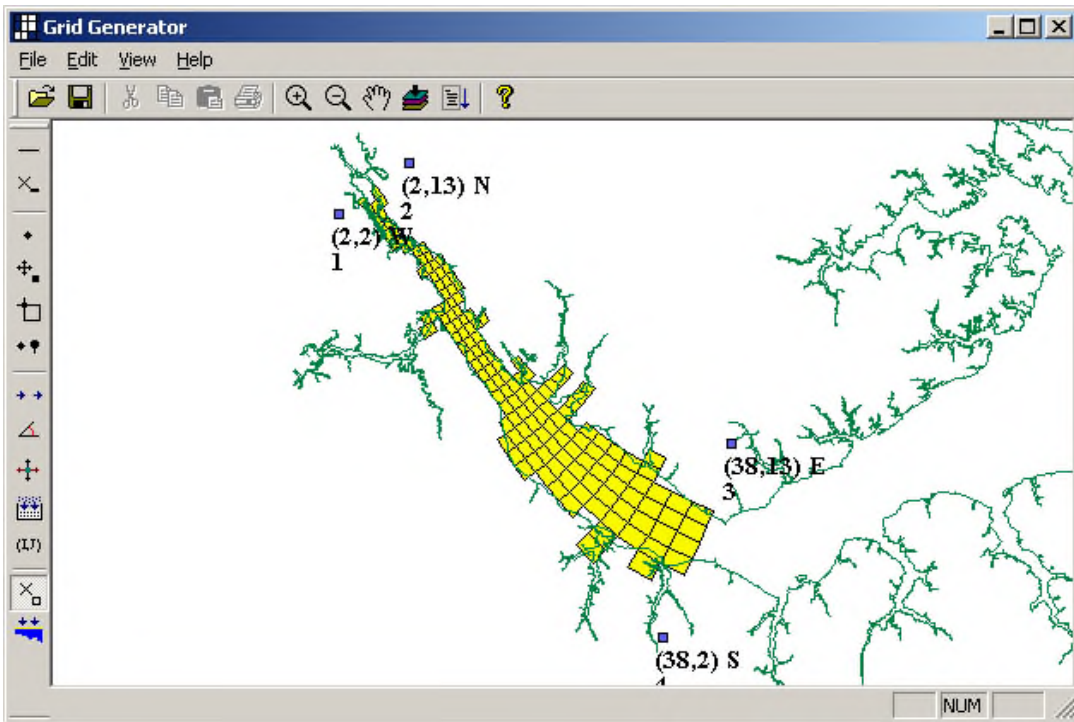 Grid Generator
File Edit View Help
(2,13) N
2
(2,2) W
1
(38,13) E
3
(38,2) S
(I,J)
NUM